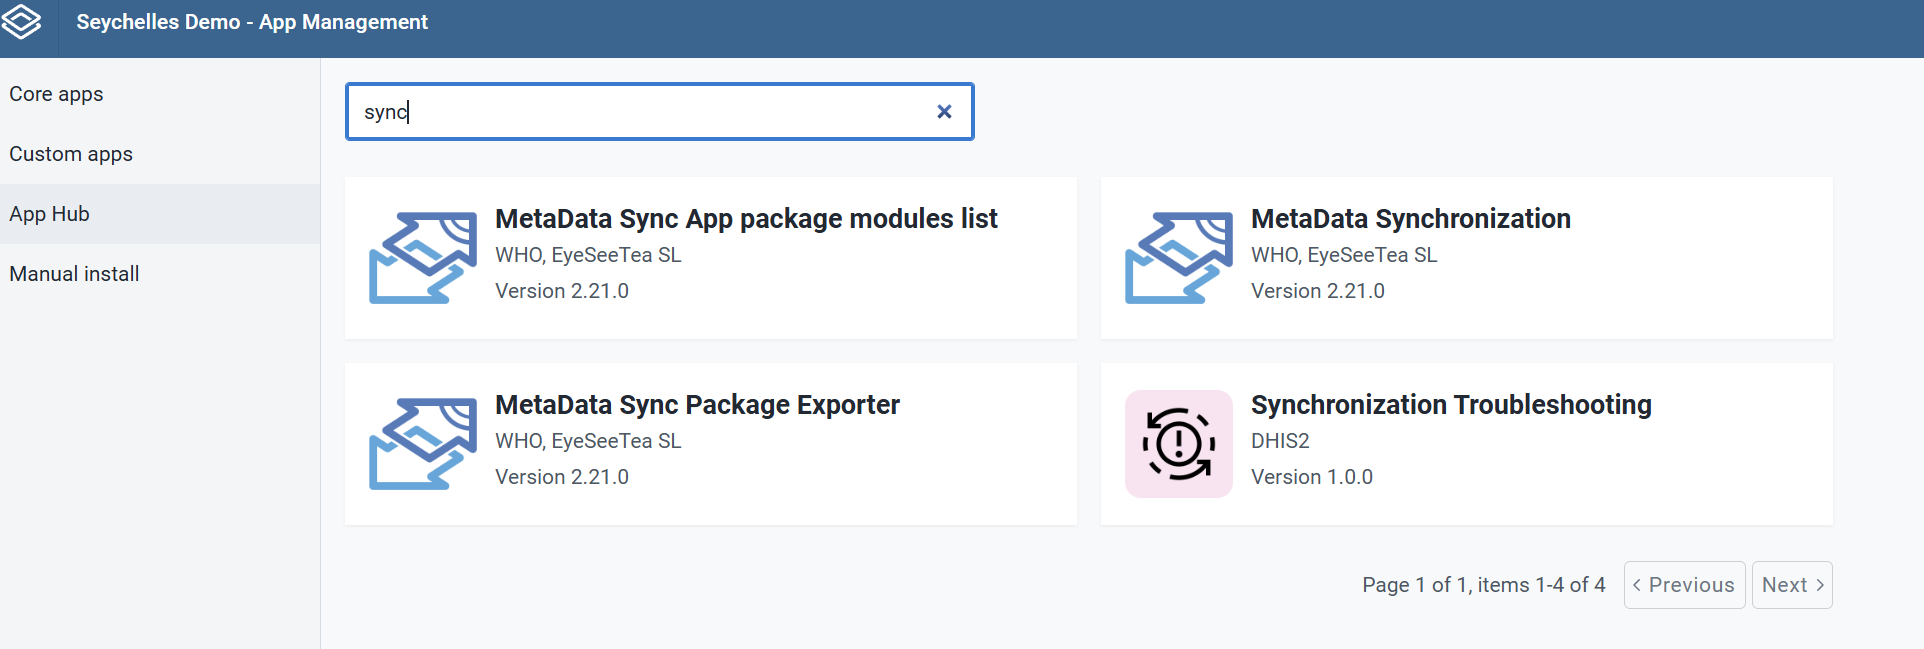 Seychelles Demo - App Management
Core apps
Custom apps
App Hub
Manual install
sync
MetaData Sync App package modules list
WHO, EyeSeeTea SL
Version 2.21.0
MetaData Synchronization
WHO, EyeSeeTea SL
Version 2.21.0
MetaData Sync Package Exporter
WHO, EyeSeeTea SL
Version 2.21.0
Synchronization Troubleshooting
DHIS2
Version 1.0.0
Page 1 of 1, items 1-4 of 4
Previous
Next